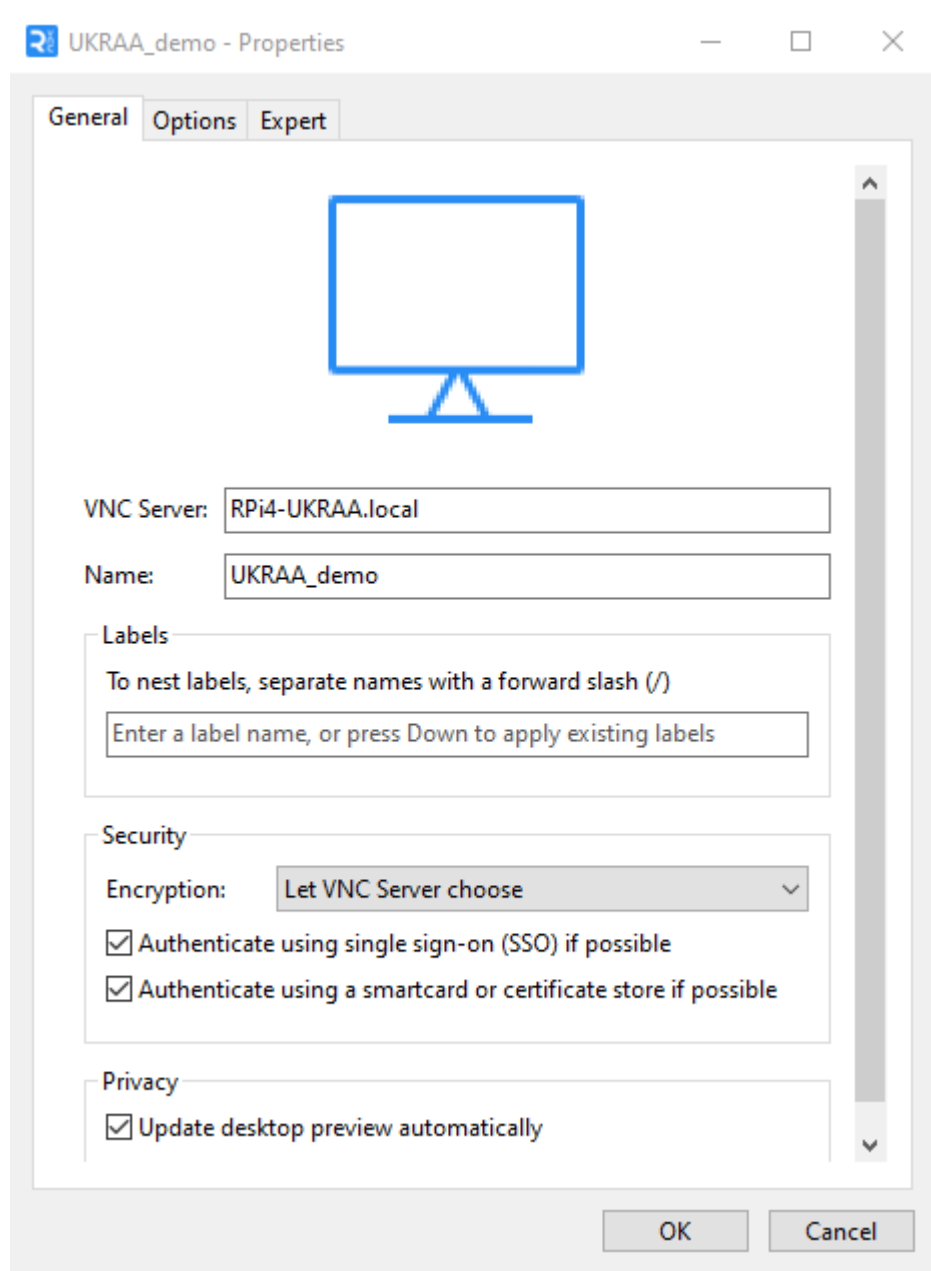 UKRAA_demo - Properties
General Options Expert
VNC Server: RPi4-UKRAA.local
Name: UKRAA_demo
Labels
To nest labels, separate names with a forward slash (/)
Enter a label name, or press Down to apply existing labels
Security
Encryption: Let VNC Server choose
Authenticate using single sign-on (SSO) if possible
Authenticate using a smartcard or certificate store if possible
Privacy
Update desktop preview automatically
OK Cancel